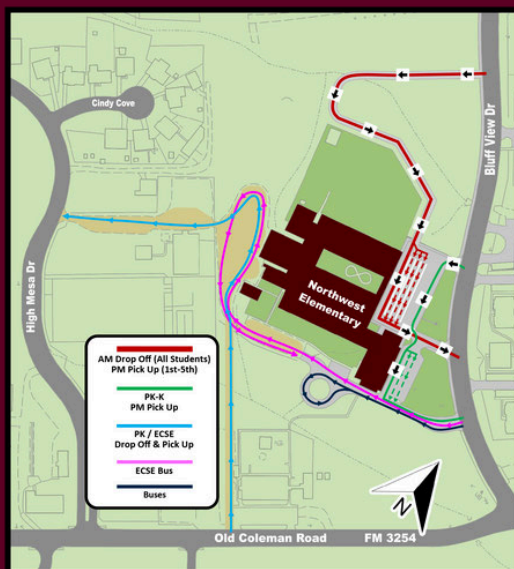 Cindy Cove
Bluff View Dr
High Mesa Dr
Northwest
Elementary
AM Drop Off (All Students)
PM Pick Up (1st-5th)
PK-K
PM Pick Up
PK / ECSE
Drop Off & Pick Up
ECSE Bus
Buses
N
Old Coleman Road FM 3254